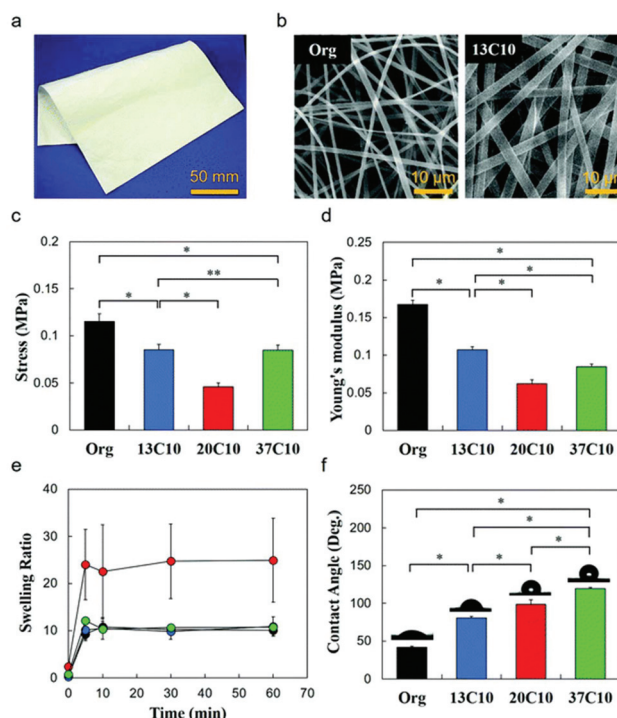 a
50 mm
b
Org
10 μm
13C10
10 μm
c
Stress (MPa)
0.2
0.15
0.1
0.05
0
*
**
*
*
Org 13C10 20C10 37C10
d
Young's modulus (MPa)
0.25
0.2
0.15
0.1
0.05
0
*
*
*
*
Org 13C10 20C10 37C10
e
Swelling Ratio
40
30
20
10
0
0 10 20 30 40 50 60 70
Time (min)
f
Contact Angle (Deg.)
250
200
150
100
50
0
*
*
*
*
*
Org 13C10 20C10 37C10